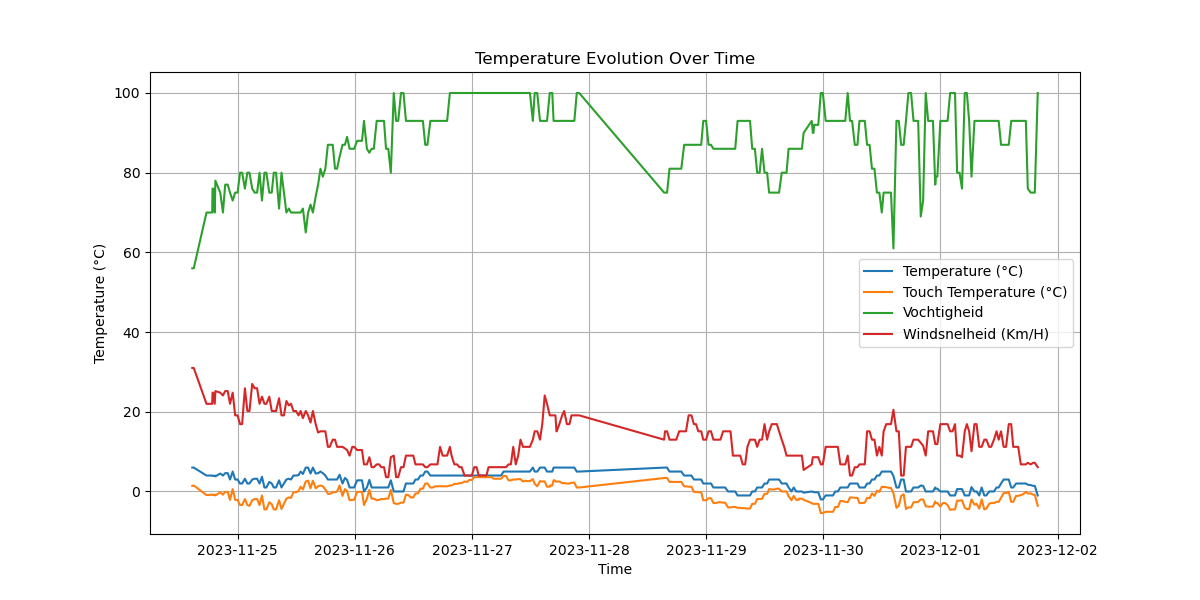 Temperature Evolution Over Time
100
80
60
40
20
0
Temperature (°C)
Temperature (°C)
Touch Temperature (°C)
Vochtigheid
Windsnelheid (Km/H)
2023-11-25 2023-11-26 2023-11-27 2023-11-28 2023-11-29 2023-11-30 2023-12-01 2023-12-02
Time